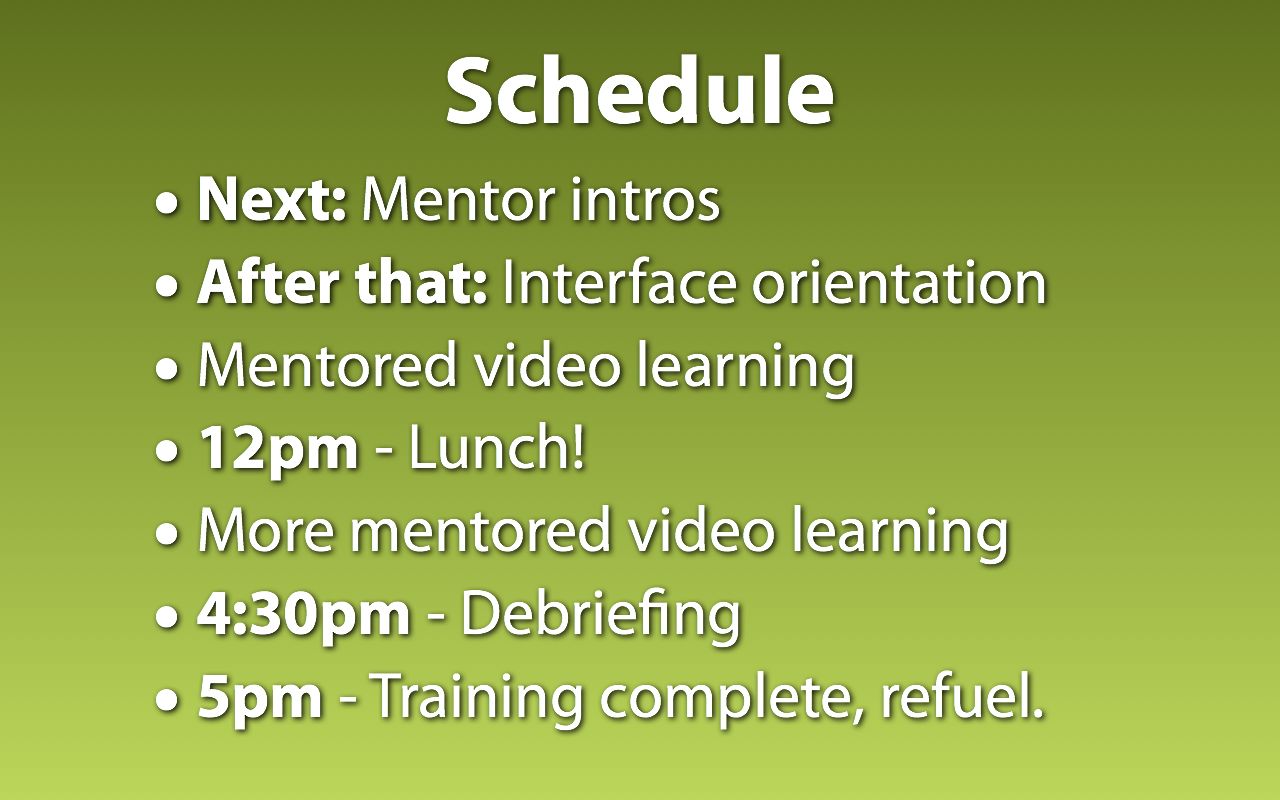 Schedule
• Next: Mentor intros
• After that: Interface orientation
• Mentored video learning
• 12pm - Lunch!
• More mentored video learning
• 4:30pm - Debriefing
• 5pm - Training complete, refuel.